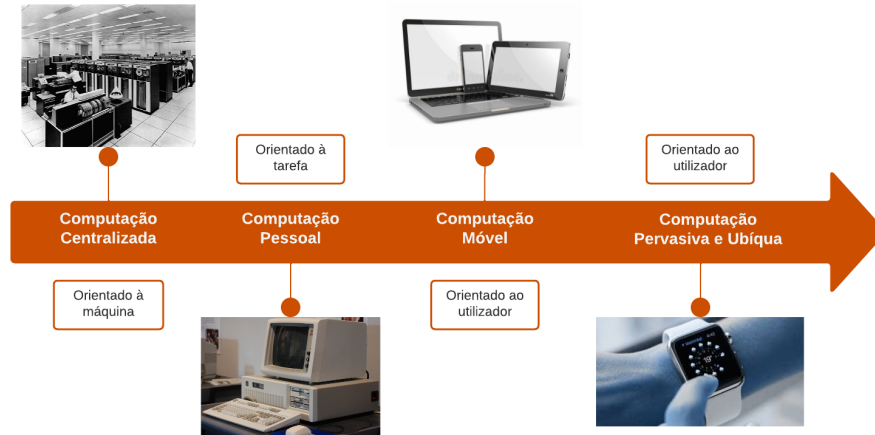 Orientado à
tarefa
Orientado ao
utilizador
Computação
Centralizada
Computação
Pessoal
Computação
Móvel
Computação
Pervasiva e Ubíqua
Orientado à
máquina
Orientado ao
utilizador